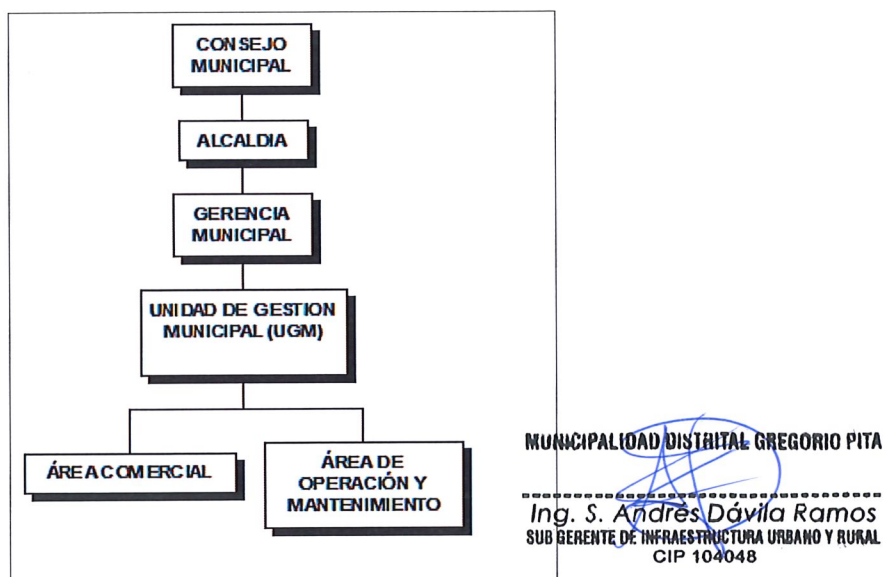 CONSEJO
MUNICIPAL
ALCALDIA
GERENCIA
MUNICIPAL
UNIDAD DE GESTION
MUNICIPAL (UGM)
ÁREA COMERCIAL
ÁREA DE
OPERACIÓN Y
MANTENIMIENTO
MUNICIPALIDAD DISTRITAL GREGORIO PITA
Ing. S. Andrés Dávila Ramos
SUB GERENTE DE INFRAESTRUCTURA URBANO Y RURAL
CIP 104048